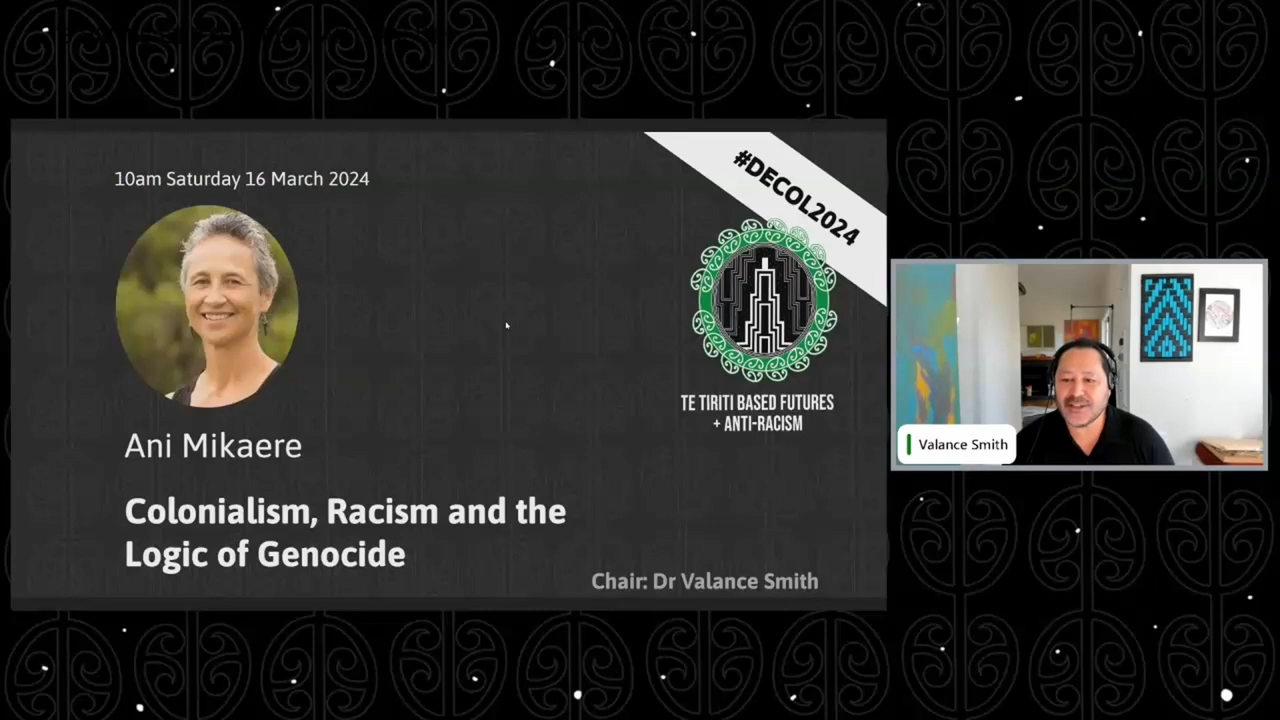 10am Saturday 16 March 2024
#DECOL2024
TE TIRITI BASED FUTURES
+ ANTI-RACISM
Ani Mikaere
Colonialism, Racism and the
Logic of Genocide
Chair: Dr Valance Smith
Valance Smith